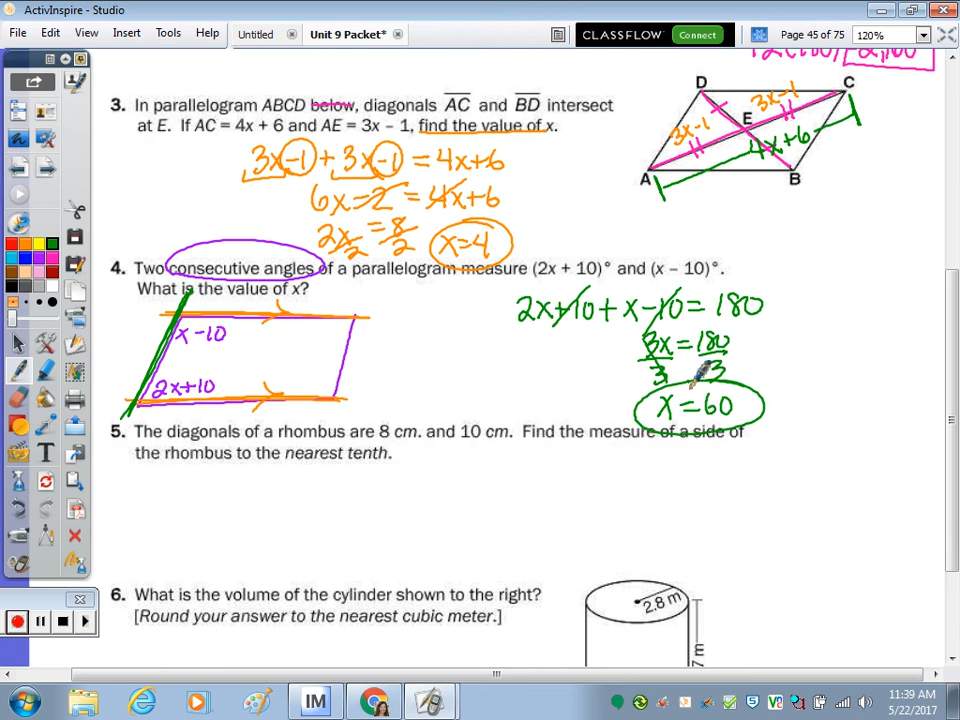 ActivInspire - Studio
File Edit View Insert Tools Help Untitled Unit 9 Packet* CLASSFLOW Connect Page 45 of 75 120%
3. In parallelogram ABCD below, diagonals AC and BD intersect
at E. If AC = 4x + 6 and AE = 3x – 1, find the value of x.
3x-1 + 3x-1 = 4x+6
6x-2 = 4x+6
2x = 8
2 2
x=4
D C
3x-1
E
3x-1
4x+6
A B
4. Two consecutive angles of a parallelogram measure (2x + 10)° and (x – 10)°.
What is the value of x?
x-10
2x+10
2x+10+x-10=180
3x=180
3 3
x=60
5. The diagonals of a rhombus are 8 cm. and 10 cm. Find the measure of a side of
the rhombus to the nearest tenth.
6. What is the volume of the cylinder shown to the right?
[Round your answer to the nearest cubic meter.]
2.8 m
7 m
IM
11:39 AM
5/22/2017